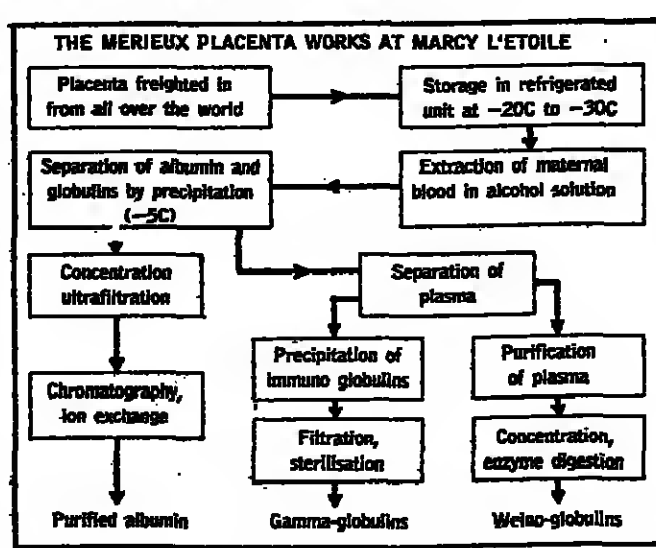 THE MERIEUX PLACENTA WORKS AT MARCY L'ETOILE
Placenta freighted in
from all over the world
Storage in refrigerated
unit at −20C to −30C
Separation of albumin and
globulins by precipitation
(−5C)
Extraction of maternal
blood in alcohol solution
Concentration
ultrafiltration
Separation of
plasma
Precipitation of
immuno globulins
Purification
of plasma
Chromatography,
ion exchange
Filtration,
sterilisation
Concentration,
enzyme digestion
Purified albumin
Gamma-globulins
Weino-globulins